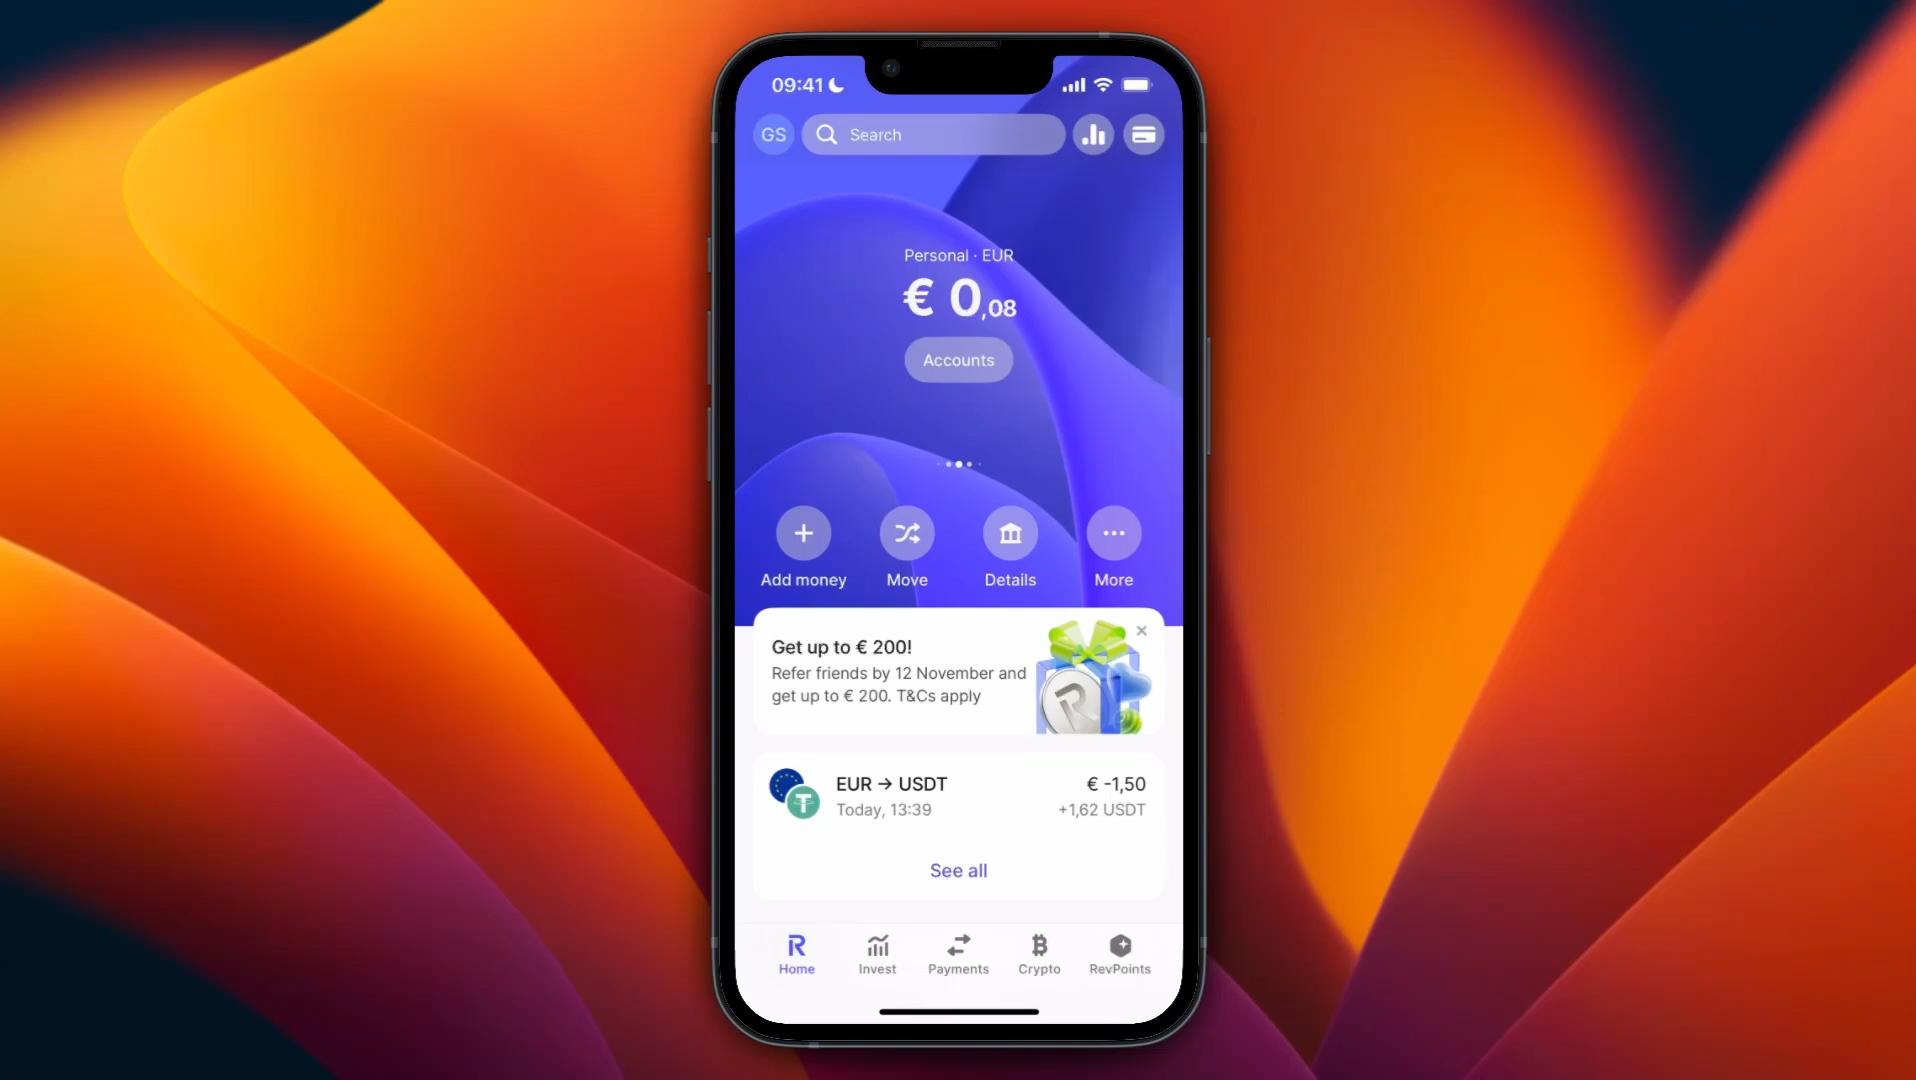 09:41
GS
Search
Personal · EUR
€ 0,08
Accounts
Add money Move Details More
Get up to € 200!
Refer friends by 12 November and
get up to € 200. T&Cs apply
EUR → USDT € -1,50
Today, 13:39 +1,62 USDT
See all
Home Invest Payments Crypto RevPoints